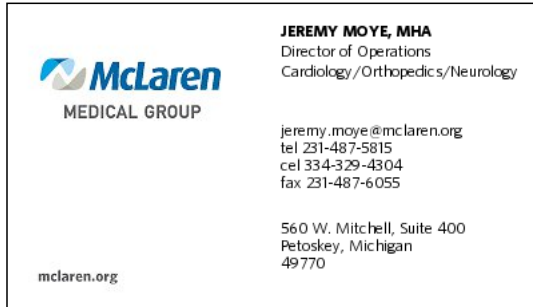 McLaren
MEDICAL GROUP
mclaren.org
JEREMY MOYE, MHA
Director of Operations
Cardiology/Orthopedics/Neurology
jeremy.moye@mclaren.org
tel 231-487-5815
cel 334-329-4304
fax 231-487-6055
560 W. Mitchell, Suite 400
Petoskey, Michigan
49770